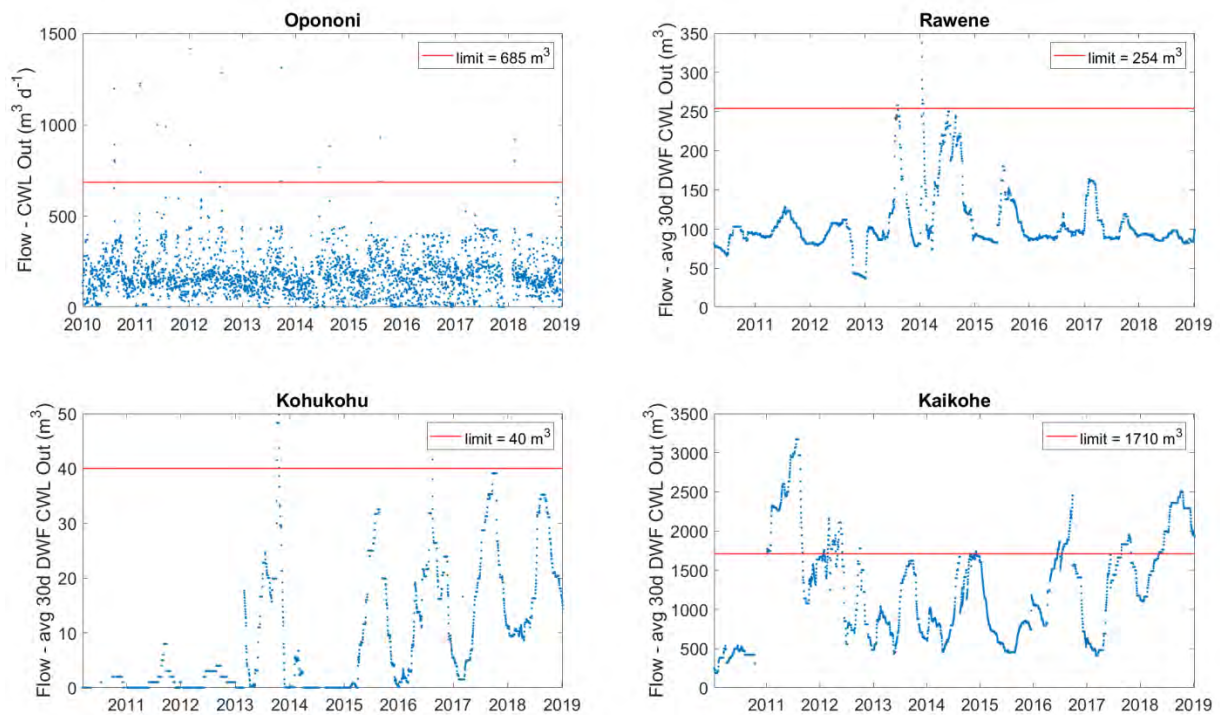 Opononi
Flow - CWL Out (m³ d⁻¹)
1500
1000
500
0
limit = 685 m³
2010 2011 2012 2013 2014 2015 2016 2017 2018 2019
Rawene
Flow - avg 30d DWF CWL Out (m³)
350
300
250
200
150
100
50
0
limit = 254 m³
2011 2012 2013 2014 2015 2016 2017 2018 2019
Kohukohu
Flow - avg 30d DWF CWL Out (m³)
50
40
30
20
10
0
limit = 40 m³
2011 2012 2013 2014 2015 2016 2017 2018 2019
Kaikohe
Flow - avg 30d DWF CWL Out (m³)
3500
3000
2500
2000
1500
1000
500
0
limit = 1710 m³
2011 2012 2013 2014 2015 2016 2017 2018 2019